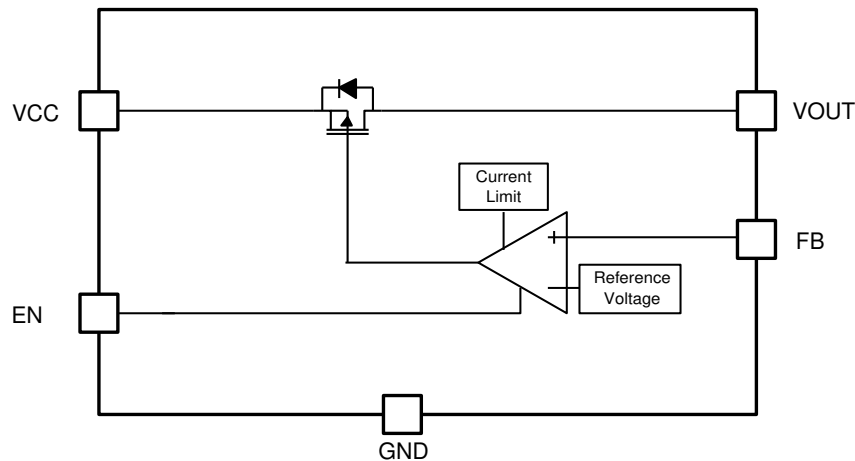 VCC
VOUT
Current
Limit
+
FB
Reference
Voltage
−
EN
GND